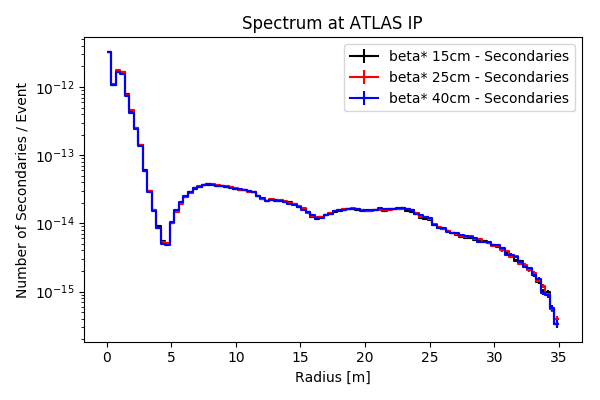 Spectrum at ATLAS IP
beta* 15cm - Secondaries
beta* 25cm - Secondaries
beta* 40cm - Secondaries
Number of Secondaries / Event
10⁻¹²
10⁻¹³
10⁻¹⁴
10⁻¹⁵
0 5 10 15 20 25 30 35
Radius [m]